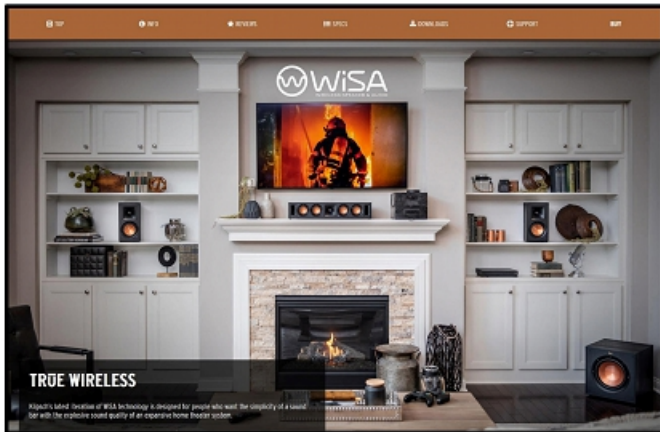 TOP INFO REVIEWS SPECS DOWNLOADS SUPPORT BUY
WiSA
TRUE WIRELESS
Klipsch's latest iteration of WiSA technology is designed for people who want the simplicity of a sound
bar with the explosive sound quality of an expansive home theater system.